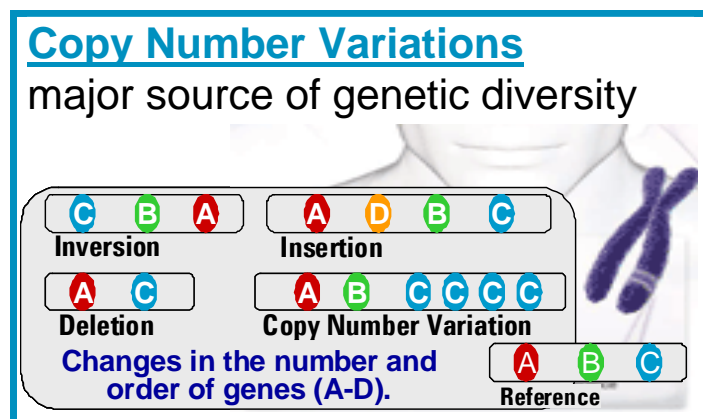 Copy Number Variations
major source of genetic diversity
C B A
Inversion
A D B C
Insertion
A C
Deletion
A B C C C C
Copy Number Variation
Changes in the number and
order of genes (A-D).
A B C
Reference